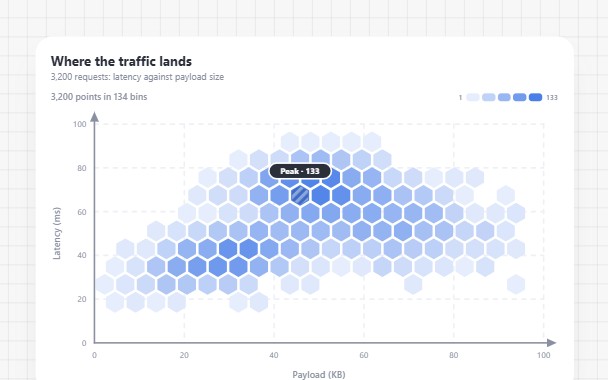 Where the traffic lands
3,200 requests: latency against payload size
3,200 points in 134 bins
1
133
100
80
60
40
20
0
Latency (ms)
Peak · 133
0
20
40
60
80
100
Payload (KB)